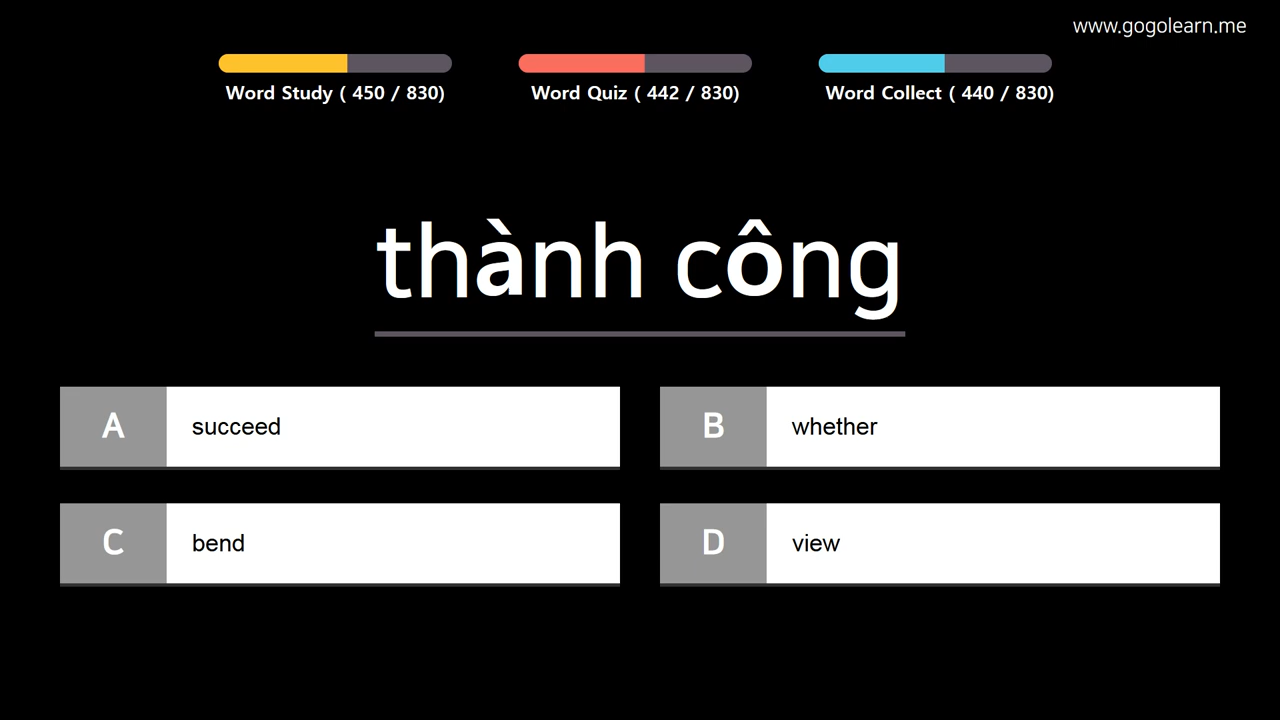 www.gogolearn.me
Word Study ( 450 / 830)
Word Quiz ( 442 / 830)
Word Collect ( 440 / 830)
thành công
A succeed
B whether
C bend
D view